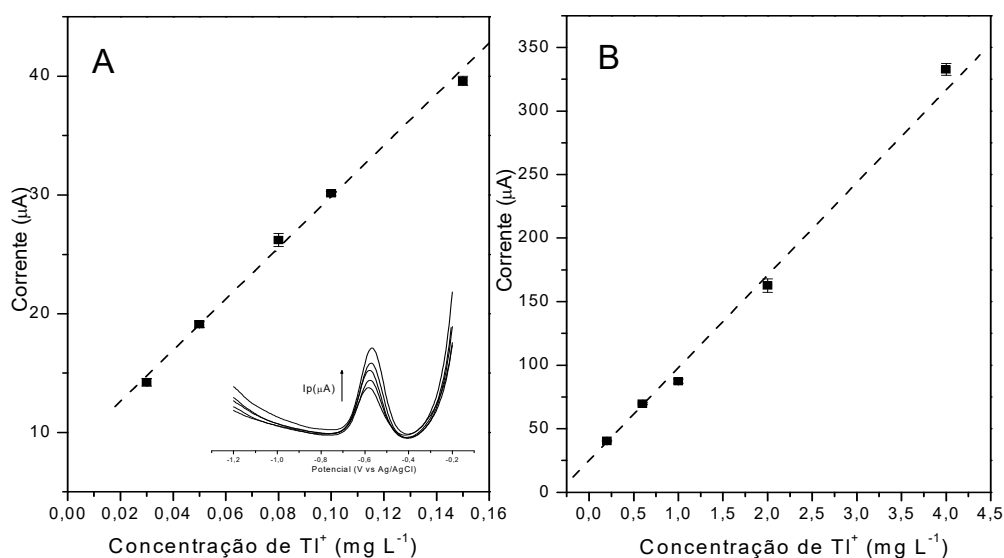 A
Corrente (µA)
40
30
20
10
0,00 0,02 0,04 0,06 0,08 0,10 0,12 0,14 0,16
Concentração de Tl⁺ (mg L⁻¹)
Ip(µA)
-1,2 -1,0 -0,8 -0,6 -0,4 -0,2
Potencial (V vs Ag/AgCl)
B
Corrente (µA)
350
300
250
200
150
100
50
0
0,0 0,5 1,0 1,5 2,0 2,5 3,0 3,5 4,0 4,5
Concentração de Tl⁺ (mg L⁻¹)